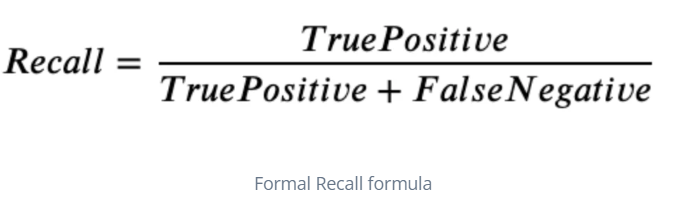 Recall = TruePositive / TruePositive + FalseNegative
Formal Recall formula